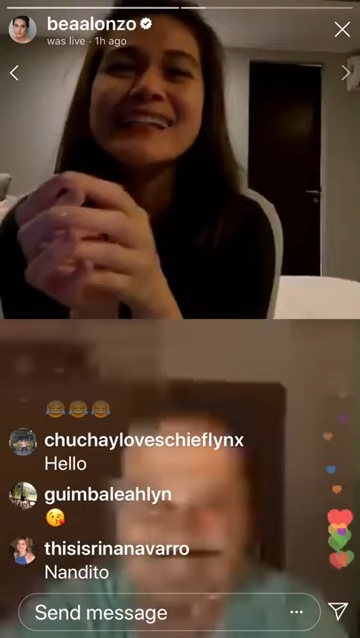 beaalonzo
was live · 1h ago
😂😂😂
chuchayloveschieflynx
Hello
guimbaleahlyn
😘
thisisrinanavarro
Nandito
Send message